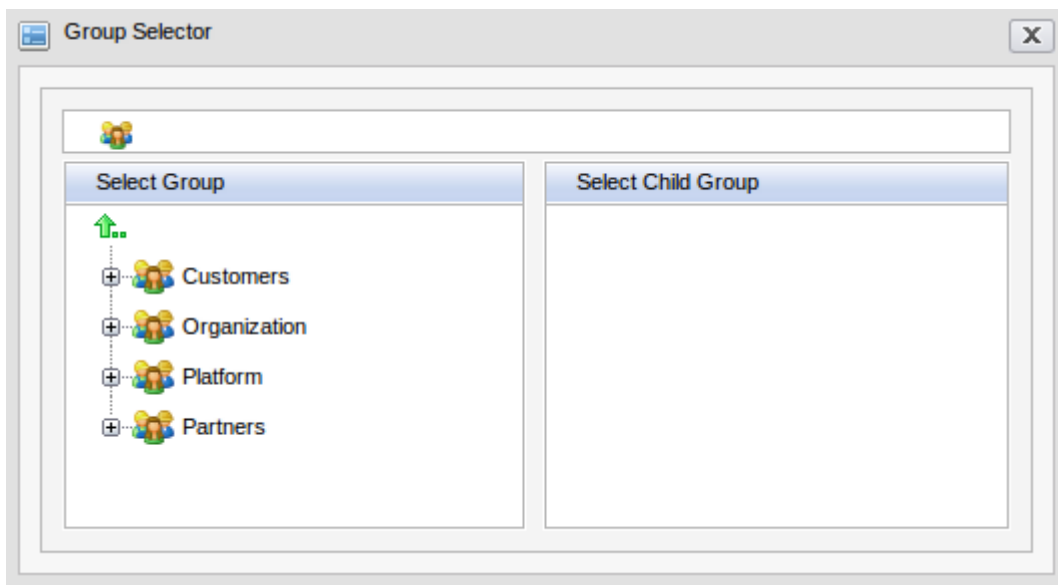 Group Selector
Select Group
Select Child Group
Customers
Organization
Platform
Partners